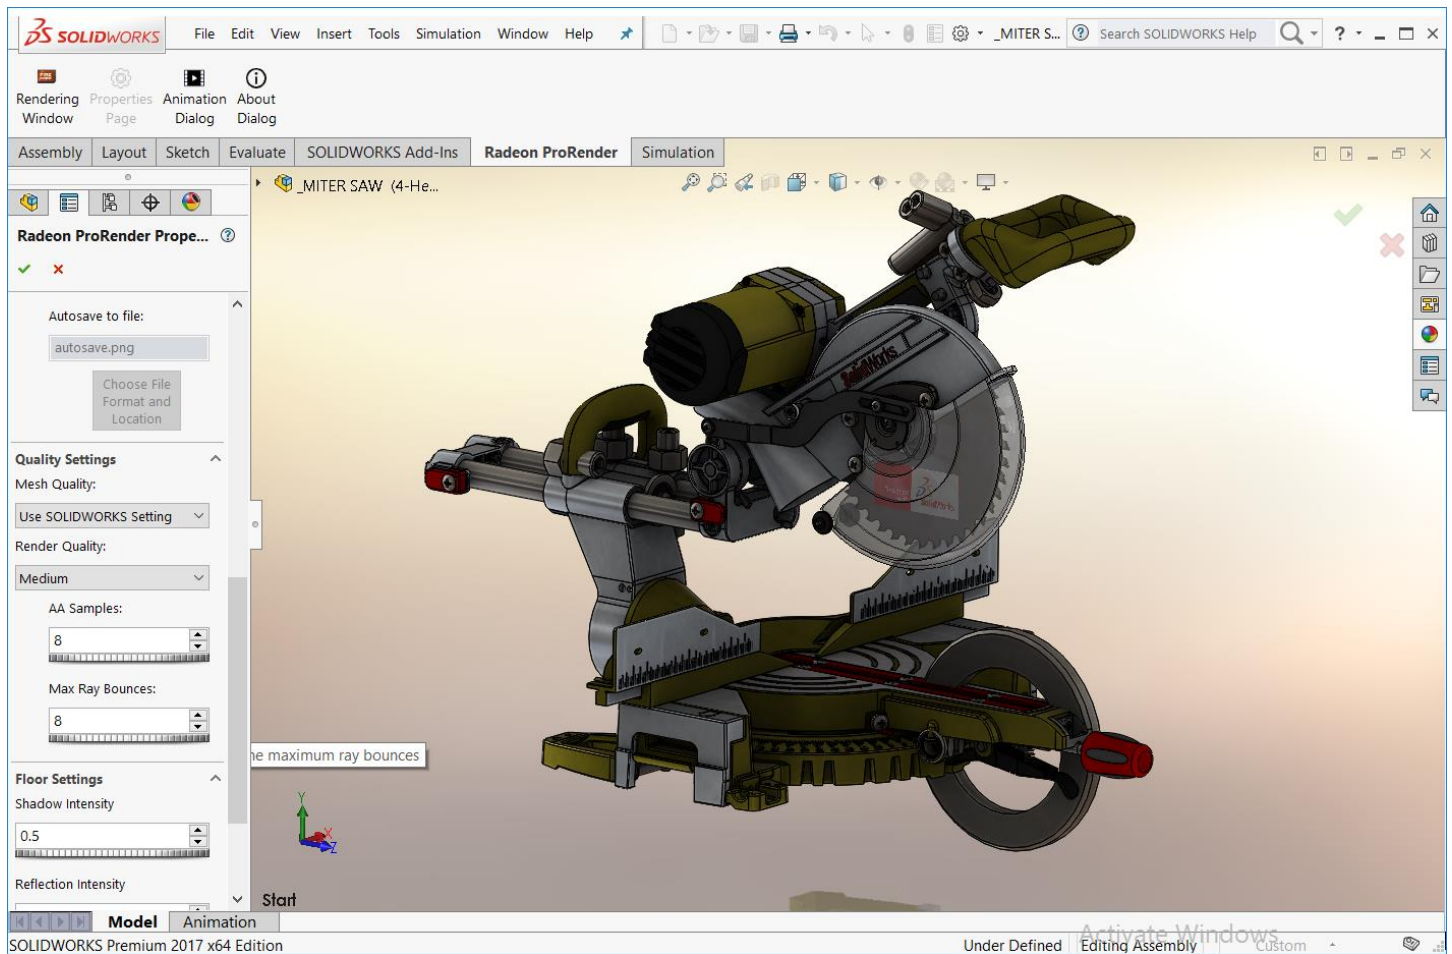 SOLIDWORKS
File Edit View Insert Tools Simulation Window Help
_MITER S...
Search SOLIDWORKS Help
Rendering Window
Properties Page
Animation Dialog
About Dialog
Assembly Layout Sketch Evaluate SOLIDWORKS Add-Ins Radeon ProRender Simulation
_MITER SAW (4-He...
Radeon ProRender Prope...
Autosave to file:
autosave.png
Choose File
Format and
Location
Quality Settings
Mesh Quality:
Use SOLIDWORKS Setting
Render Quality:
Medium
AA Samples:
8
Max Ray Bounces:
8
he maximum ray bounces
Floor Settings
Shadow Intensity
0.5
Reflection Intensity
SolidWorks
SolidWorks
Y
X
Z
Start
Model Animation
Activate Windows
SOLIDWORKS Premium 2017 x64 Edition
Under Defined Editing Assembly Custom